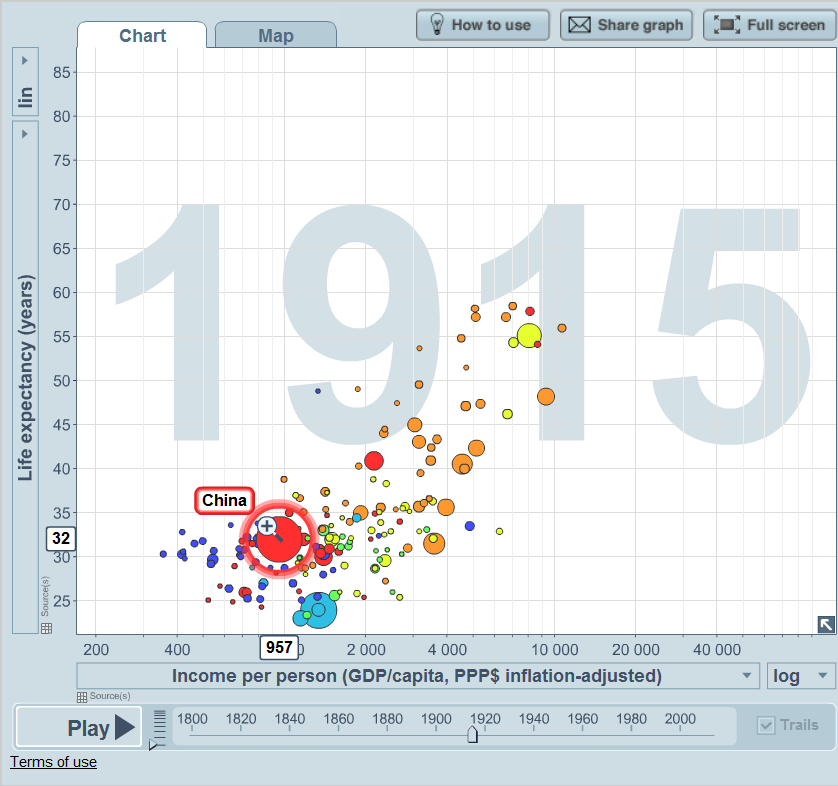 How to use
Share graph
Full screen
Chart
Map
lin
Life expectancy (years)
Source(s)
85
80
75
70
65
60
55
50
45
40
35
32
30
25
1915
China
957
200
400
2 000
4 000
10 000
20 000
40 000
Income per person (GDP/capita, PPP$ inflation-adjusted)
log
Source(s)
Play
1800 1820 1840 1860 1880 1900 1920 1940 1960 1980 2000
Trails
Terms of use